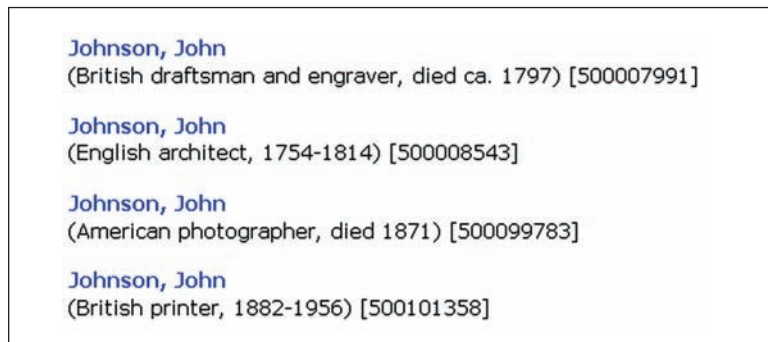 Johnson, John
(British draftsman and engraver, died ca. 1797) [500007991]
Johnson, John
(English architect, 1754-1814) [500008543]
Johnson, John
(American photographer, died 1871) [500099783]
Johnson, John
(British printer, 1882-1956) [500101358]